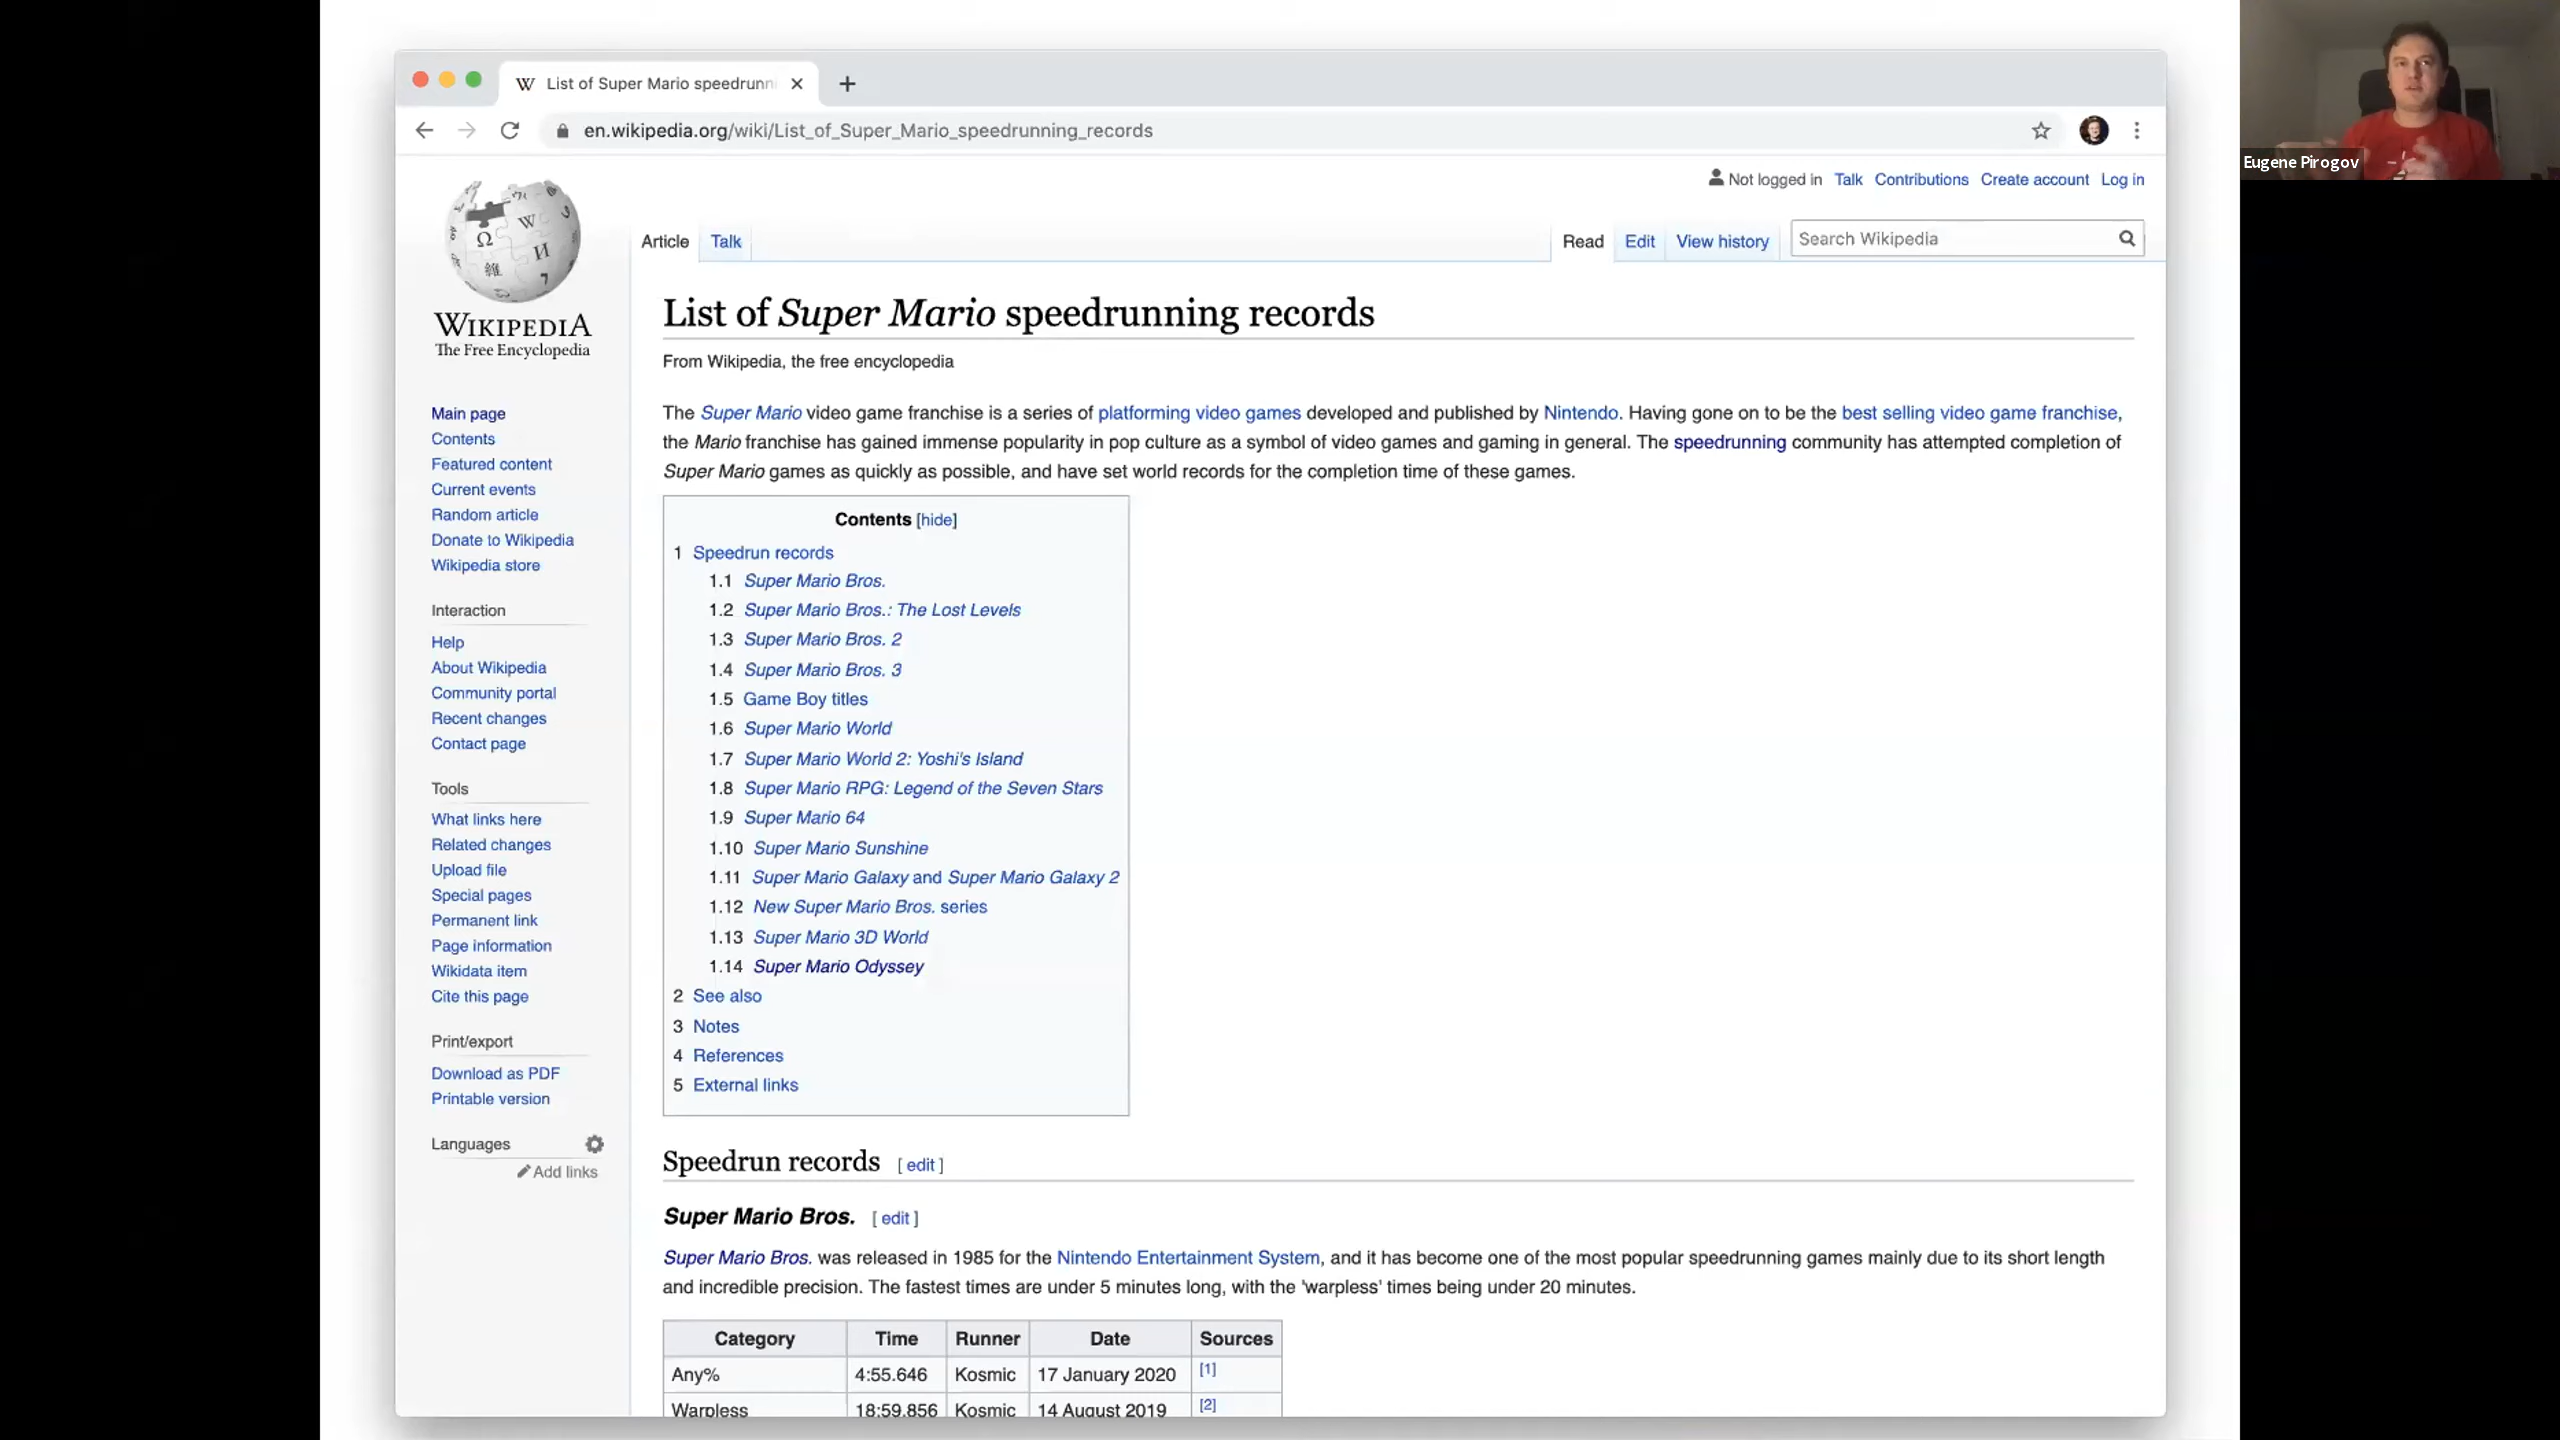 List of Super Mario speedrunni
en.wikipedia.org/wiki/List_of_Super_Mario_speedrunning_records
Eugene Pirogov
Not logged in Talk Contributions Create account Log in
Article Talk Read Edit View history Search Wikipedia
WIKIPEDIA
The Free Encyclopedia
Main page
Contents
Featured content
Current events
Random article
Donate to Wikipedia
Wikipedia store
Interaction
Help
About Wikipedia
Community portal
Recent changes
Contact page
Tools
What links here
Related changes
Upload file
Special pages
Permanent link
Page information
Wikidata item
Cite this page
Print/export
Download as PDF
Printable version
Languages
Add links
List of Super Mario speedrunning records
From Wikipedia, the free encyclopedia
The Super Mario video game franchise is a series of platforming video games developed and published by Nintendo. Having gone on to be the best selling video game franchise,
the Mario franchise has gained immense popularity in pop culture as a symbol of video games and gaming in general. The speedrunning community has attempted completion of
Super Mario games as quickly as possible, and have set world records for the completion time of these games.
Contents [hide]
1 Speedrun records
1.1 Super Mario Bros.
1.2 Super Mario Bros.: The Lost Levels
1.3 Super Mario Bros. 2
1.4 Super Mario Bros. 3
1.5 Game Boy titles
1.6 Super Mario World
1.7 Super Mario World 2: Yoshi's Island
1.8 Super Mario RPG: Legend of the Seven Stars
1.9 Super Mario 64
1.10 Super Mario Sunshine
1.11 Super Mario Galaxy and Super Mario Galaxy 2
1.12 New Super Mario Bros. series
1.13 Super Mario 3D World
1.14 Super Mario Odyssey
2 See also
3 Notes
4 References
5 External links
Speedrun records [ edit ]
Super Mario Bros. [ edit ]
Super Mario Bros. was released in 1985 for the Nintendo Entertainment System, and it has become one of the most popular speedrunning games mainly due to its short length
and incredible precision. The fastest times are under 5 minutes long, with the 'warpless' times being under 20 minutes.
Category Time Runner Date Sources
Any% 4:55.646 Kosmic 17 January 2020 [1]
Warpless 18:59.856 Kosmic 14 August 2019 [2]